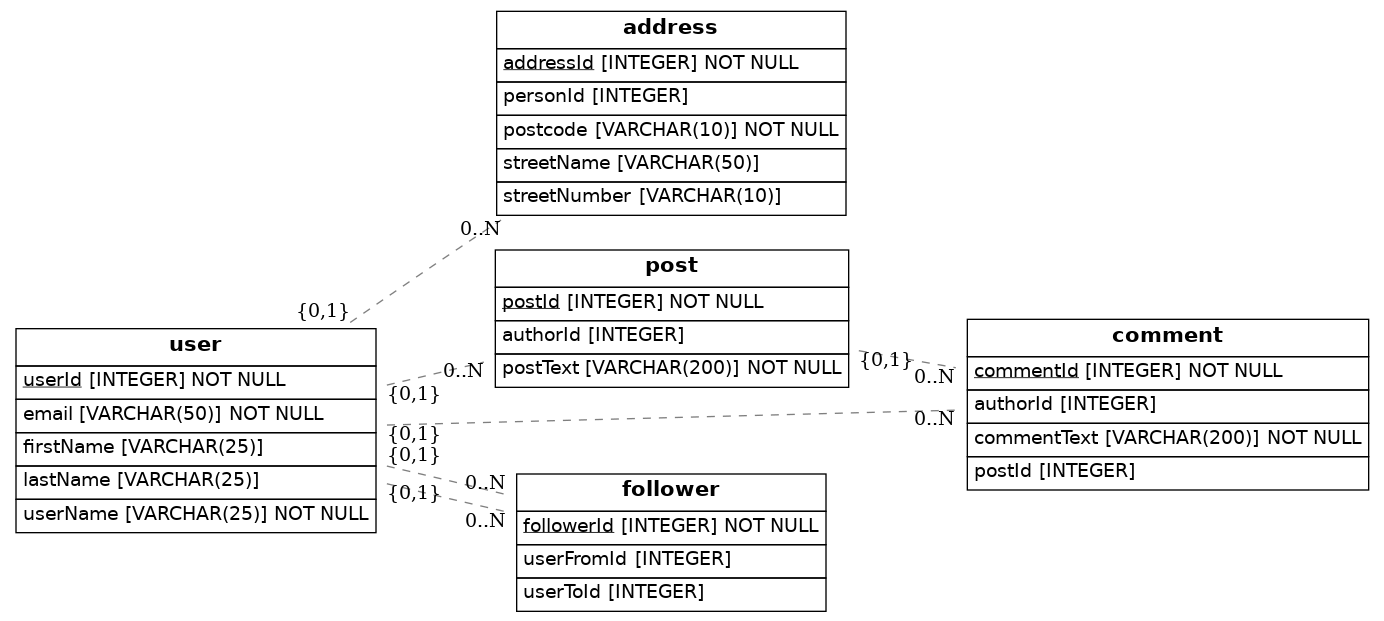 address
addressId [INTEGER] NOT NULL
personId [INTEGER]
postcode [VARCHAR(10)] NOT NULL
streetName [VARCHAR(50)]
streetNumber [VARCHAR(10)]
0..N
{0,1}
user
userId [INTEGER] NOT NULL
email [VARCHAR(50)] NOT NULL
firstName [VARCHAR(25)]
lastName [VARCHAR(25)]
userName [VARCHAR(25)] NOT NULL
post
postId [INTEGER] NOT NULL
authorId [INTEGER]
postText [VARCHAR(200)] NOT NULL
0..N
{0,1}
{0,1}
0..N
comment
commentId [INTEGER] NOT NULL
authorId [INTEGER]
commentText [VARCHAR(200)] NOT NULL
postId [INTEGER]
{0,1}
0..N
{0,1}
0..N
{0,1}
0..N
follower
followerId [INTEGER] NOT NULL
userFromId [INTEGER]
userToId [INTEGER]